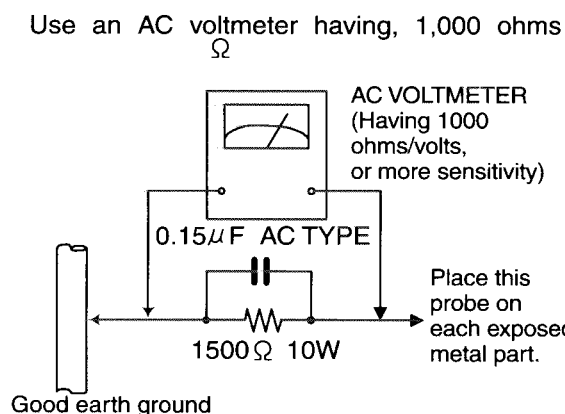 Use an AC voltmeter having, 1,000 ohms
Ω
AC VOLTMETER
(Having 1000
ohms/volts,
or more sensitivity)
0.15μF AC TYPE
Place this
probe on
each exposed
metal part.
1500Ω 10W
Good earth ground